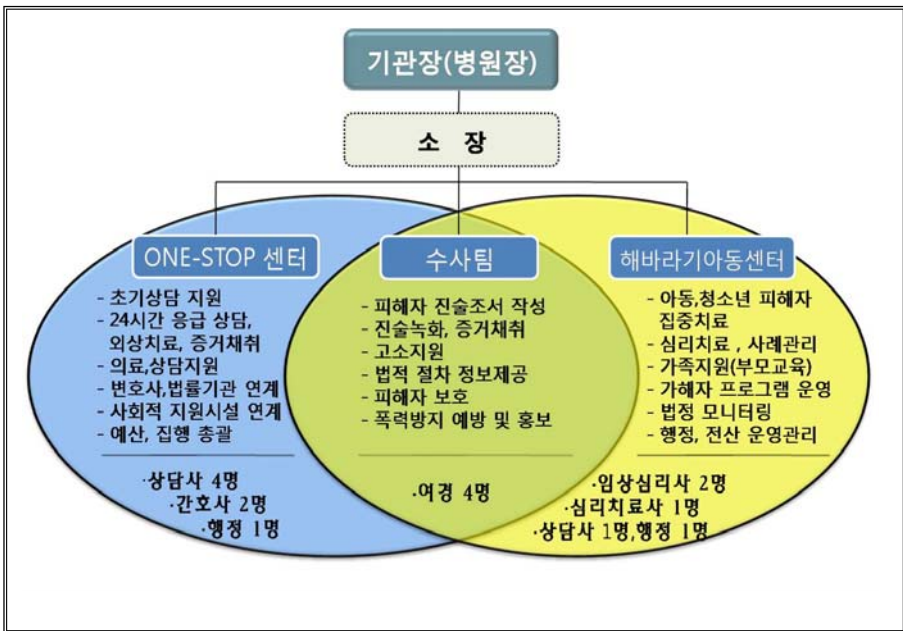 기관장(병원장)
소 장
ONE-STOP 센터
- 초기상담 지원
- 24시간 응급 상담,
외상치료, 증거채취
- 의료,상담지원
- 변호사,법률기관 연계
- 사회적 지원시설 연계
- 예산, 집행 총괄
·상담사 4명
·간호사 2명
·행정 1명
수사팀
- 피해자 진술조서 작성
- 진술녹화, 증거채취
- 고소지원
- 법적 절차 정보제공
- 피해자 보호
- 폭력방지 예방 및 홍보
·여경 4명
해바라기아동센터
- 아동,청소년 피해자
집중치료
- 심리치료 , 사례관리
- 가족지원(부모교육)
- 가해자 프로그램 운영
- 법정 모니터링
- 행정, 전산 운영관리
·임상심리사 2명
·심리치료사 1명
·상담사 1명,행정 1명